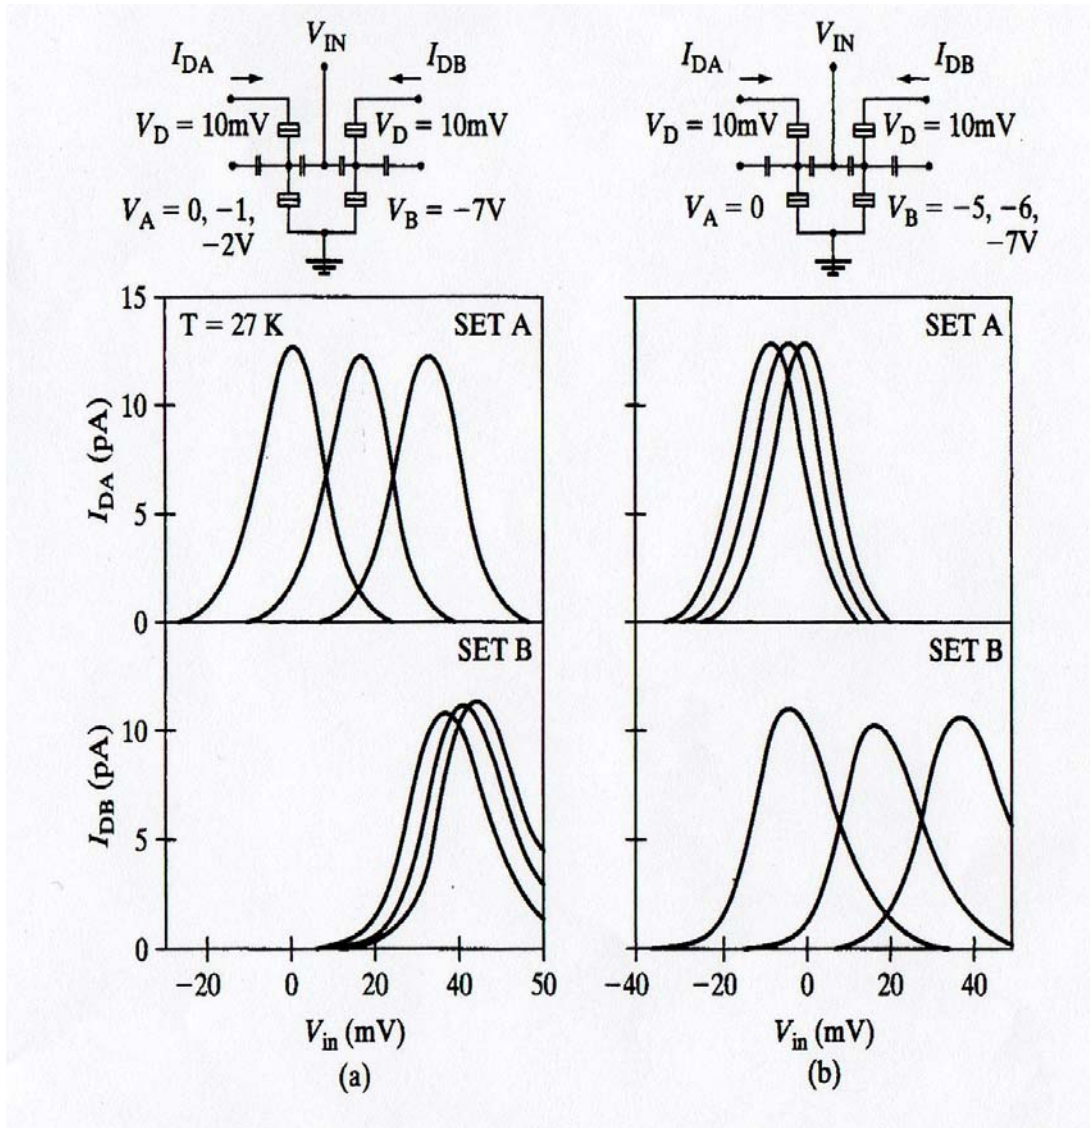 V_IN
I_DA
I_DB
V_D = 10mV
V_D = 10mV
V_A = 0, −1,
−2V
V_B = −7V
V_IN
I_DA
I_DB
V_D = 10mV
V_D = 10mV
V_A = 0
V_B = −5, −6,
−7V
15
10
5
0
I_DA (pA)
T = 27 K
SET A
SET A
10
5
0
I_DB (pA)
SET B
SET B
−20
0
20
40
50
V_in (mV)
(a)
−40
−20
0
20
40
V_in (mV)
(b)